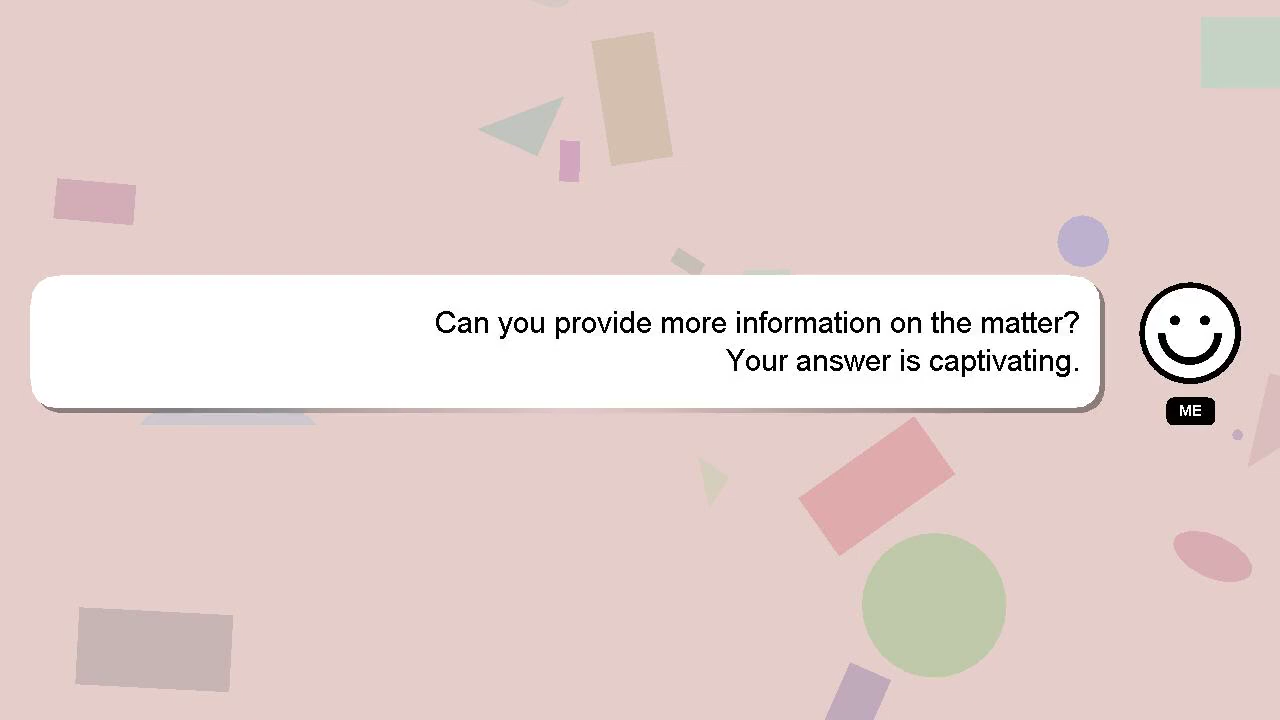 Can you provide more information on the matter?
Your answer is captivating.
ME